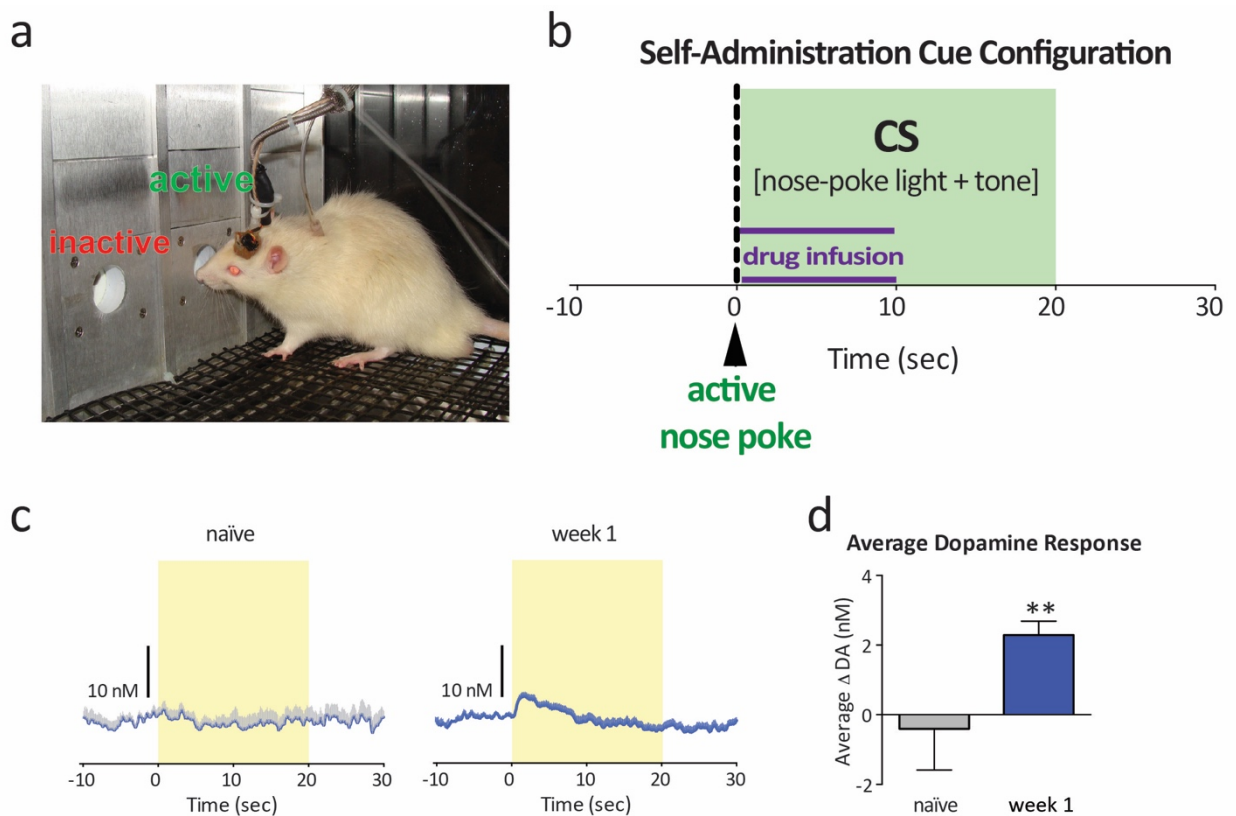 a
active
inactive
b
Self-Administration Cue Configuration
CS
[nose-poke light + tone]
drug infusion
-10 0 10 20 30
Time (sec)
active
nose poke
c
naïve
10 nM
-10 0 10 20 30
Time (sec)
week 1
10 nM
-10 0 10 20 30
Time (sec)
d
Average Dopamine Response
Average Δ DA (nM)
4
**
2
0
-2
naïve week 1